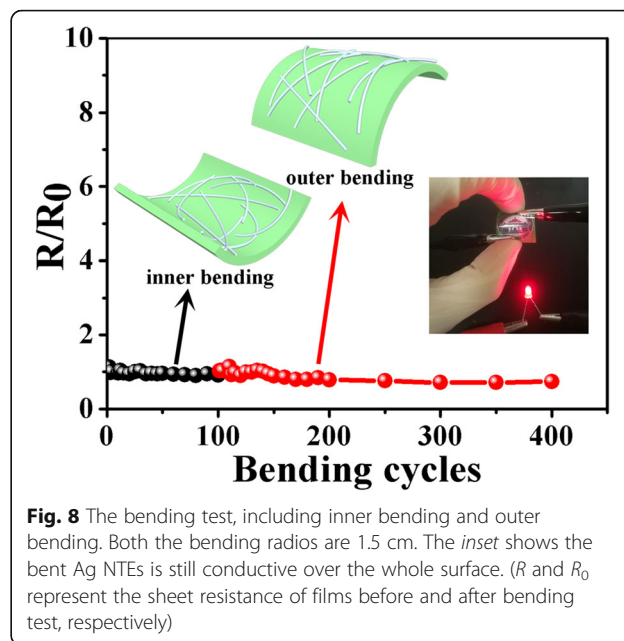 10
8
6
4
2
0
R/R0
outer bending
inner bending
0 100 200 300 400
Bending cycles
Fig. 8 The bending test, including inner bending and outer
bending. Both the bending radios are 1.5 cm. The inset shows the
bent Ag NTEs is still conductive over the whole surface. (R and R0
represent the sheet resistance of films before and after bending
test, respectively)